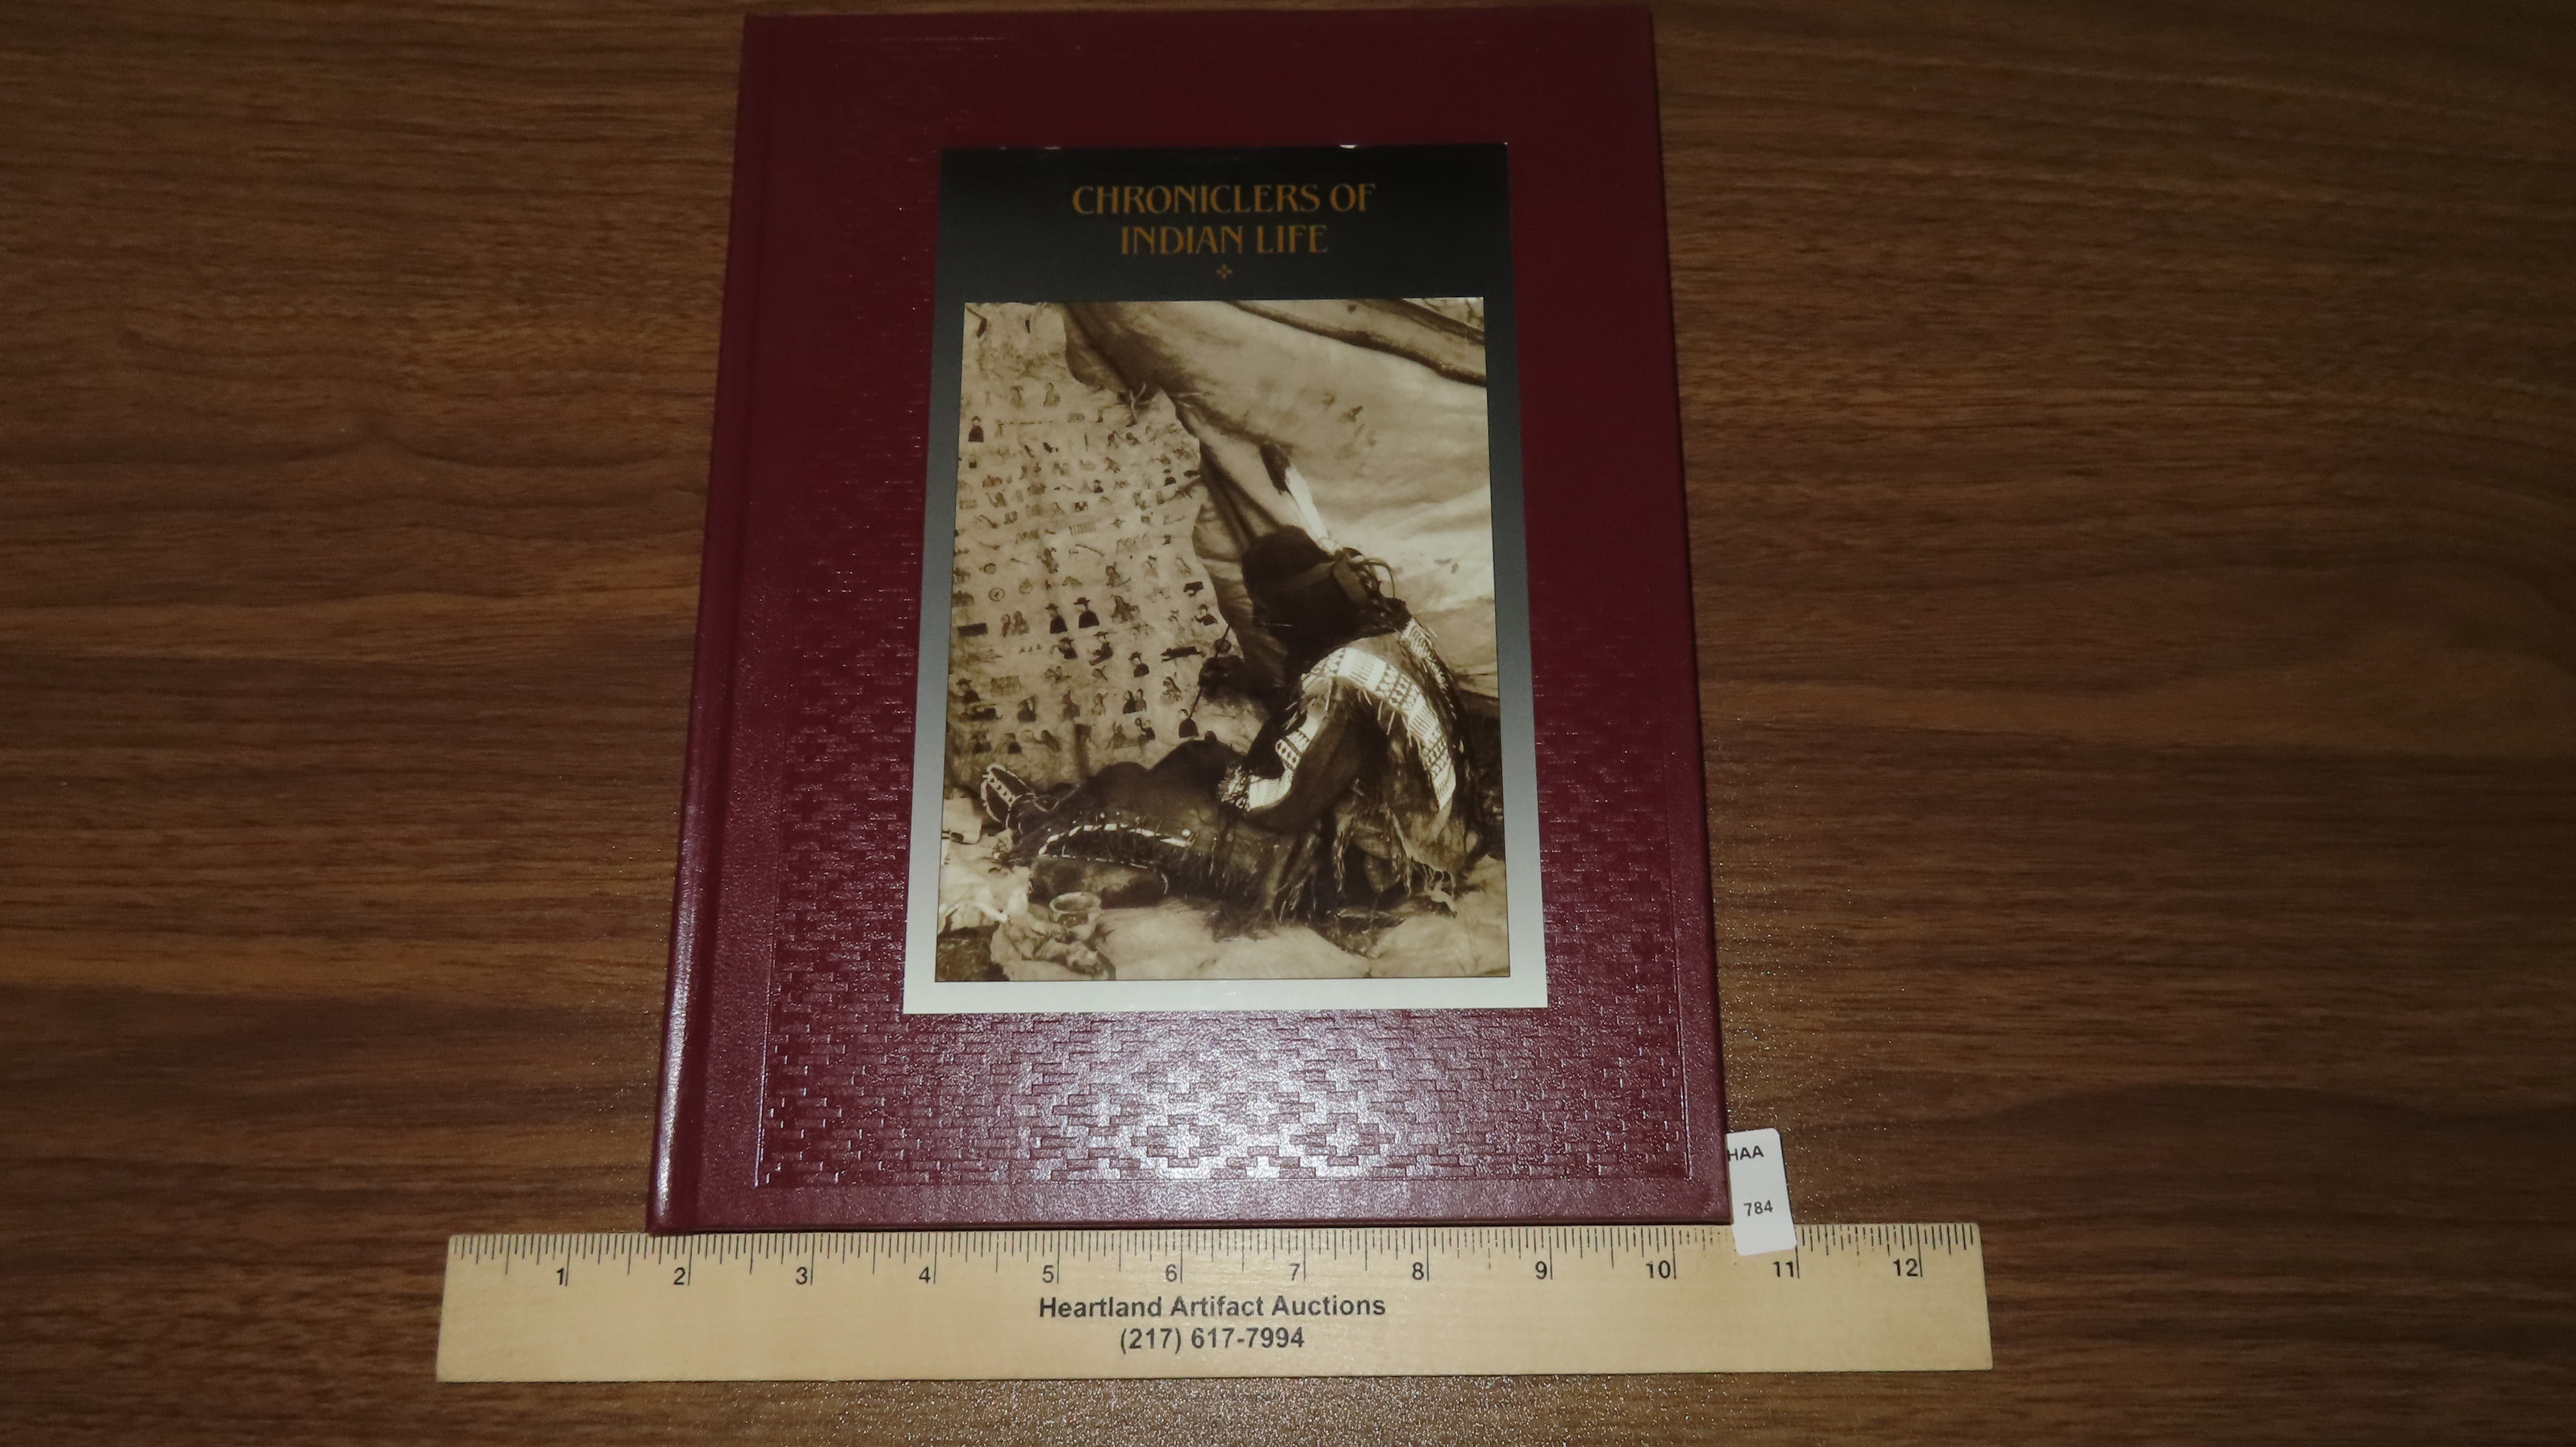 CHRONICLERS OF
INDIAN LIFE
HAA
784
1 2 3 4 5 6 7 8 9 10 11 12
Heartland Artifact Auctions
(217) 617-7994